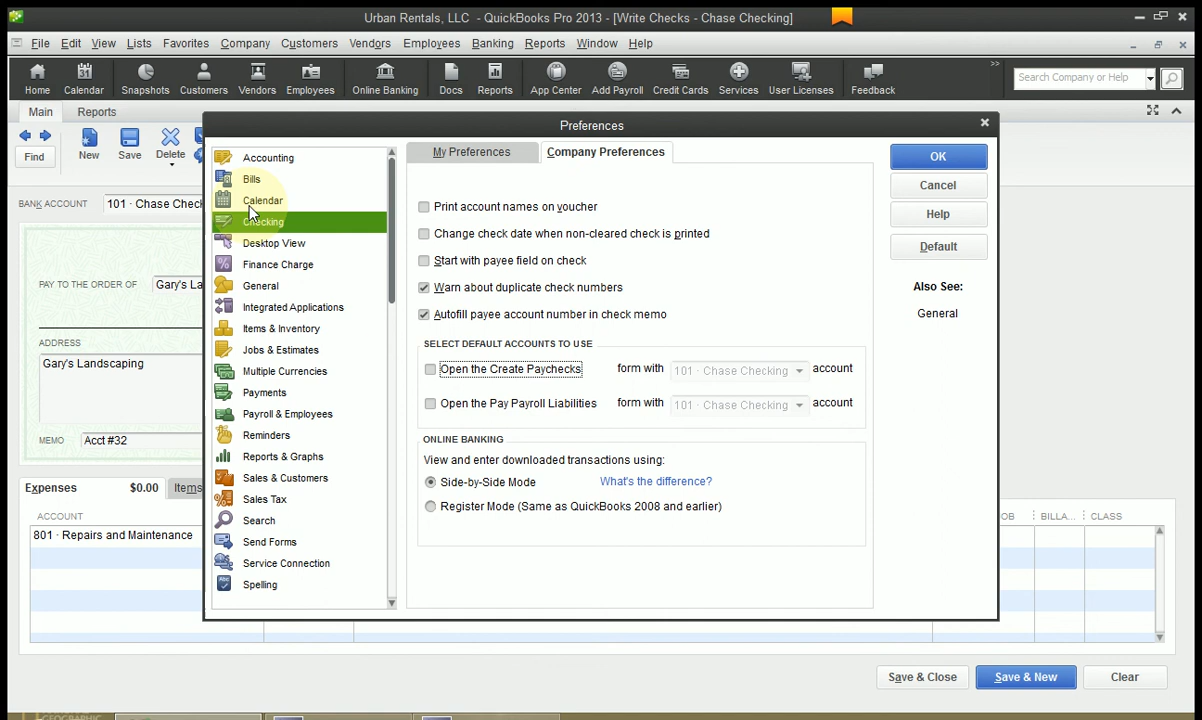 Urban Rentals, LLC - QuickBooks Pro 2013 - [Write Checks - Chase Checking]
File Edit View Lists Favorites Company Customers Vendors Employees Banking Reports Window Help
31
Home Calendar Snapshots Customers Vendors Employees Online Banking Docs Reports App Center Add Payroll Credit Cards Services User Licenses Feedback
Search Company or Help
Main Reports
Find New Save Delete
Preferences
BANK ACCOUNT 101 · Chase Check
PAY TO THE ORDER OF Gary's La
ADDRESS
Gary's Landscaping
MEMO Acct #32
Expenses $0.00 Items
ACCOUNT
801 · Repairs and Maintenance
Accounting
Bills
Calendar
Checking
Desktop View
Finance Charge
General
Integrated Applications
Items & Inventory
Jobs & Estimates
Multiple Currencies
Payments
Payroll & Employees
Reminders
Reports & Graphs
Sales & Customers
Sales Tax
Search
Send Forms
Service Connection
Spelling
My Preferences Company Preferences
Print account names on voucher
Change check date when non-cleared check is printed
Start with payee field on check
Warn about duplicate check numbers
Autofill payee account number in check memo
SELECT DEFAULT ACCOUNTS TO USE
Open the Create Paychecks form with 101 · Chase Checking account
Open the Pay Payroll Liabilities form with 101 · Chase Checking account
ONLINE BANKING
View and enter downloaded transactions using:
Side-by-Side Mode What's the difference?
Register Mode (Same as QuickBooks 2008 and earlier)
OK
Cancel
Help
Default
Also See:
General
OB BILLA... CLASS
Save & Close Save & New Clear